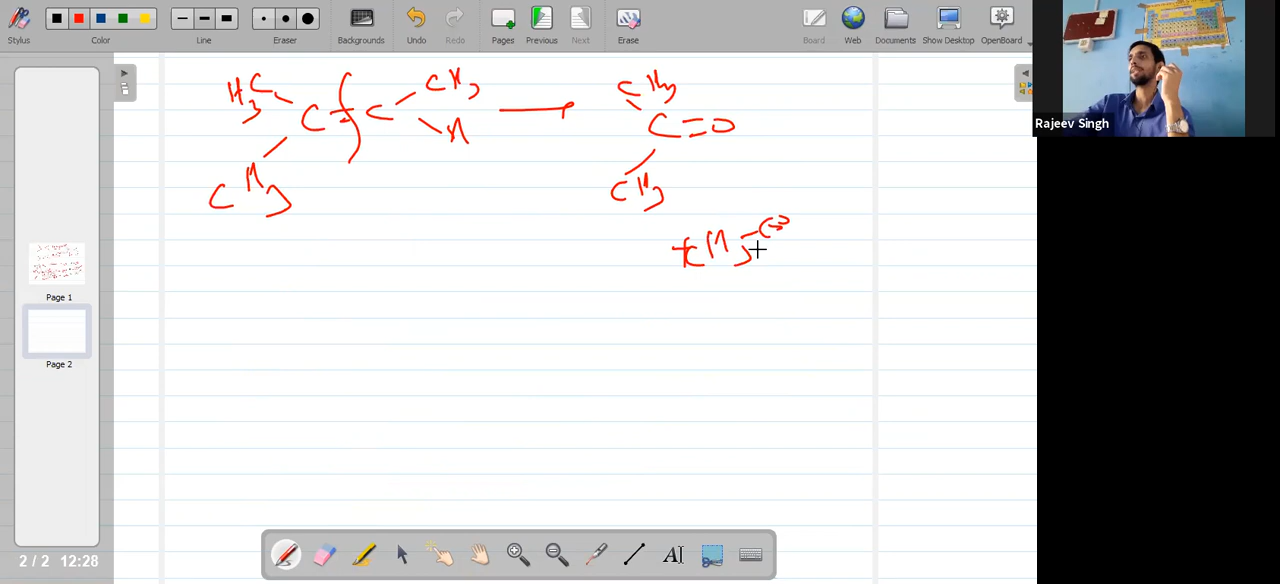 Stylus Color Line Eraser Backgrounds Undo Redo Pages Previous Next Erase Board Web Documents Show Desktop OpenBoard
H3C CH3
C = C
CH3 H
CH3
C=O
CH3
+ CH3
Rajeev Singh
Page 1
Page 2
2 / 2 12:28